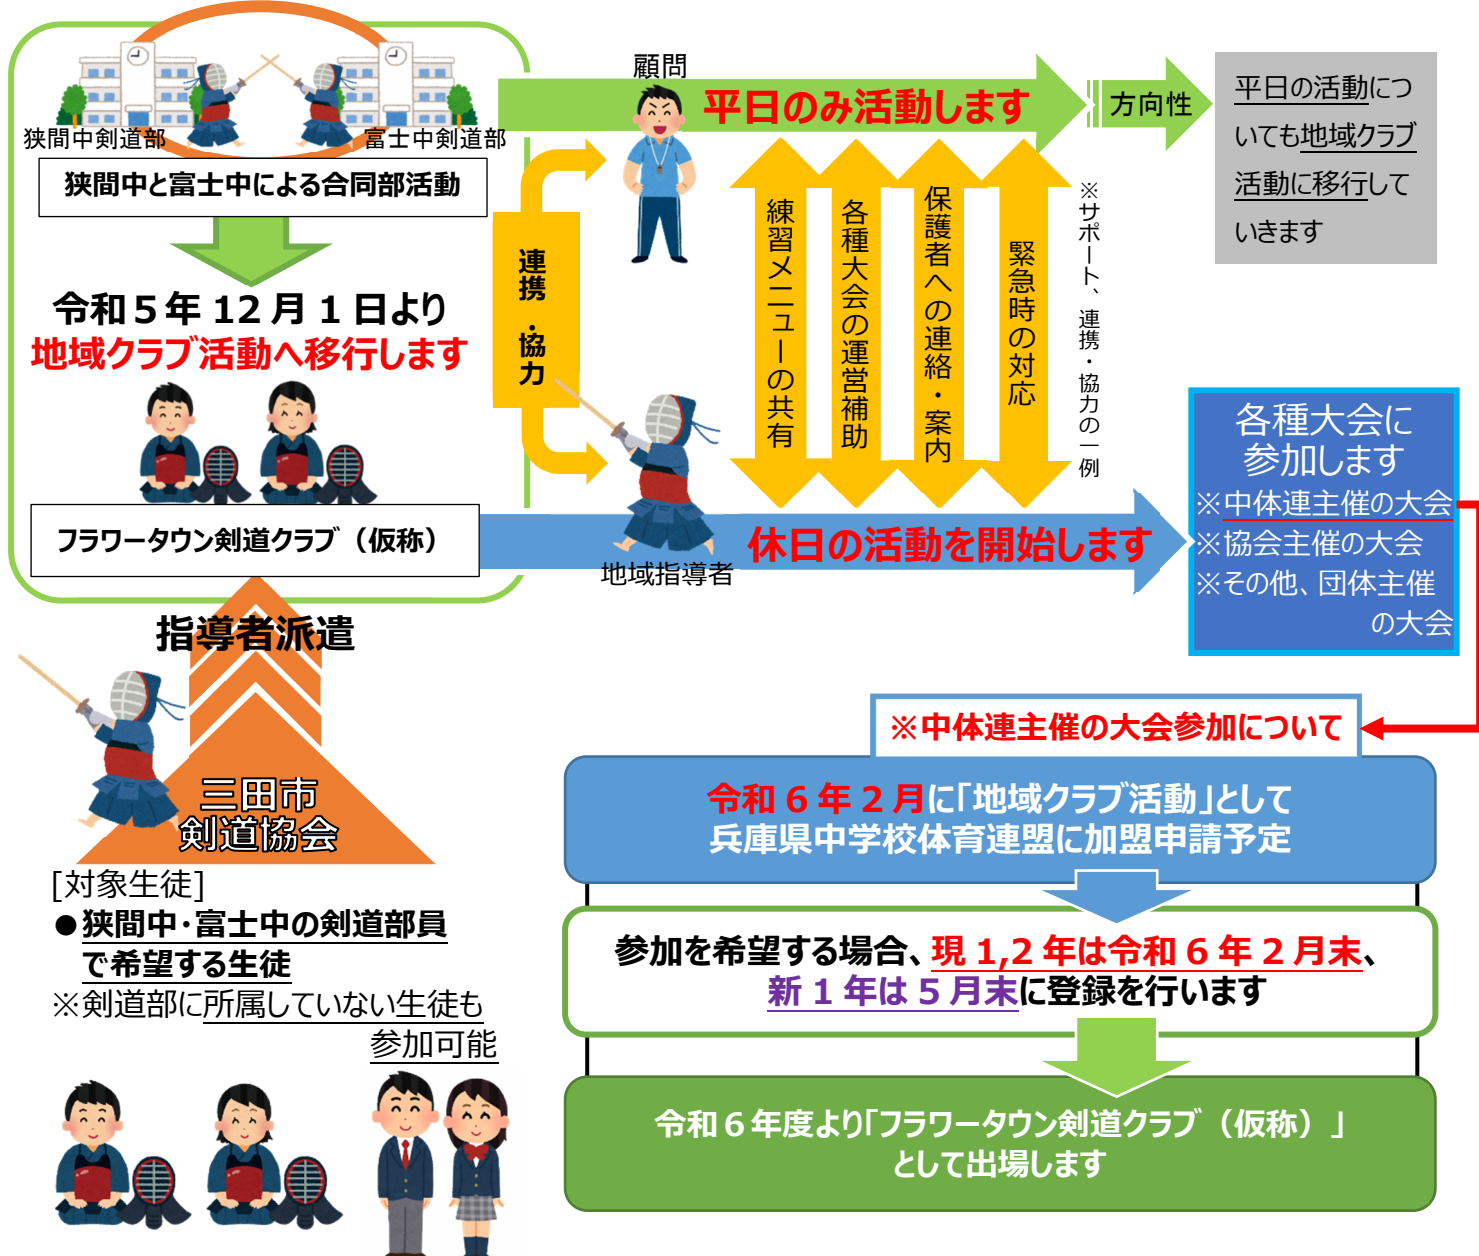 狭間中剣道部
富士中剣道部
狭間中と富士中による合同部活動
令和５年 12 月 1 日より
地域クラブ活動へ移行します
フラワータウン剣道クラブ（仮称）
指導者派遣
三田市
剣道協会
[対象生徒]
●狭間中・富士中の剣道部員
で希望する生徒
※剣道部に所属していない生徒も
参加可能
連携・協力
顧問
平日のみ活動します
方向性
平日の活動につ
いても地域クラブ
活動に移行して
いきます
練習メニューの共有
各種大会の運営補助
保護者への連絡・案内
緊急時の対応
※サポート、連携・協力の一例
地域指導者
休日の活動を開始します
各種大会に
参加します
※中体連主催の大会
※協会主催の大会
※その他、団体主催
の大会
※中体連主催の大会参加について
令和 6 年 2 月に「地域クラブ活動」として
兵庫県中学校体育連盟に加盟申請予定
参加を希望する場合、現 1,2 年は令和 6 年 2 月末、
新 1 年は 5 月末に登録を行います
令和６年度より「フラワータウン剣道クラブ（仮称）」
として出場します